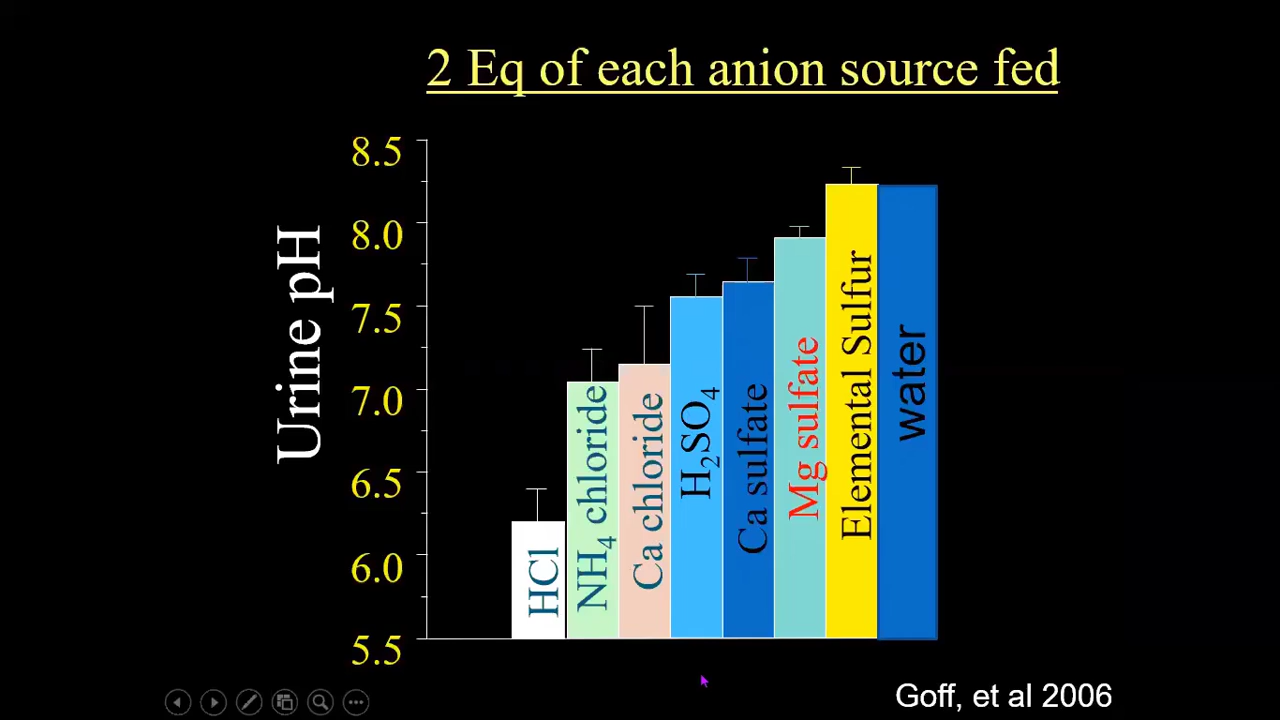 2 Eq of each anion source fed
Urine pH
8.5
8.0
7.5
7.0
6.5
6.0
5.5
HCl
NH₄ chloride
Ca chloride
H₂SO₄
Ca sulfate
Mg sulfate
Elemental Sulfur
water
Goff, et al 2006